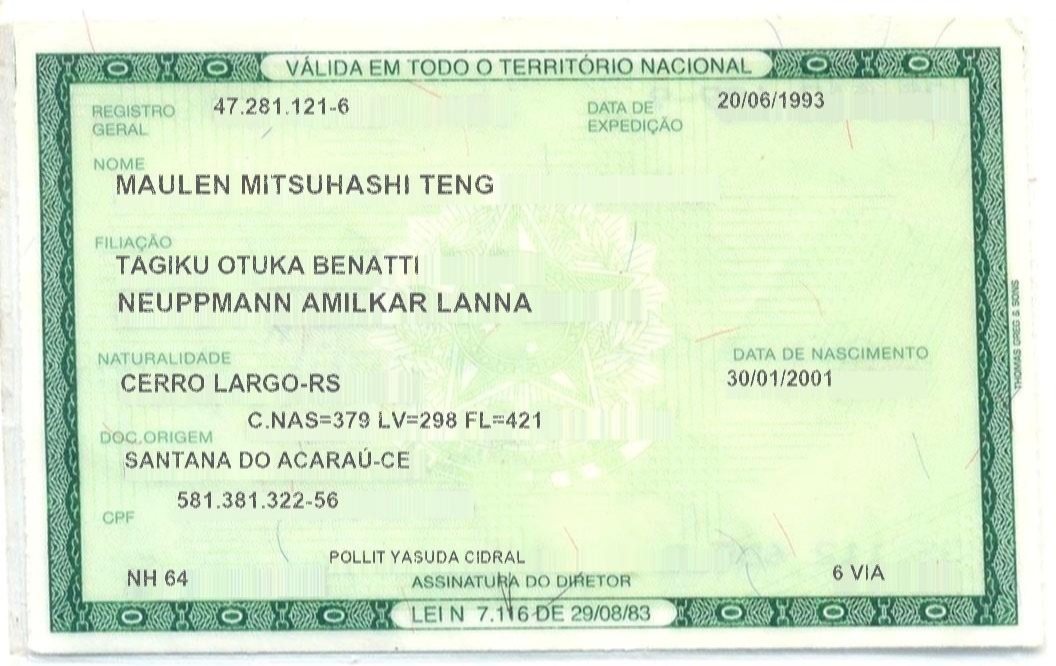 VÁLIDA EM TODO O TERRITÓRIO NACIONAL
REGISTRO GERAL 47.281.121-6 DATA DE EXPEDIÇÃO 20/06/1993
NOME
MAULEN MITSUHASHI TENG
FILIAÇÃO
TAGIKU OTUKA BENATTI
NEUPPMANN AMILKAR LANNA
NATURALIDADE DATA DE NASCIMENTO
CERRO LARGO-RS 30/01/2001
C.NAS=379 LV=298 FL=421
DOC.ORIGEM
SANTANA DO ACARAÚ-CE
581.381.322-56
CPF
POLLIT YASUDA CIDRAL
NH 64 ASSINATURA DO DIRETOR 6 VIA
LEI N 7.116 DE 29/08/83
THOMAS GREG & SONS